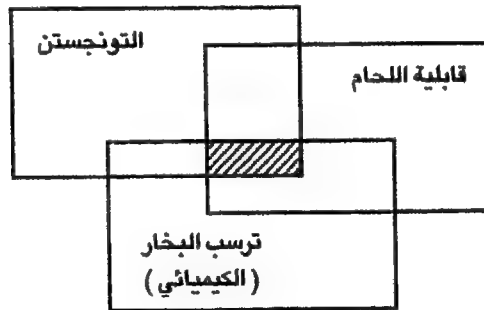 التونجستن
قابلية اللحام
ترسب البخار
(الكيميائي)